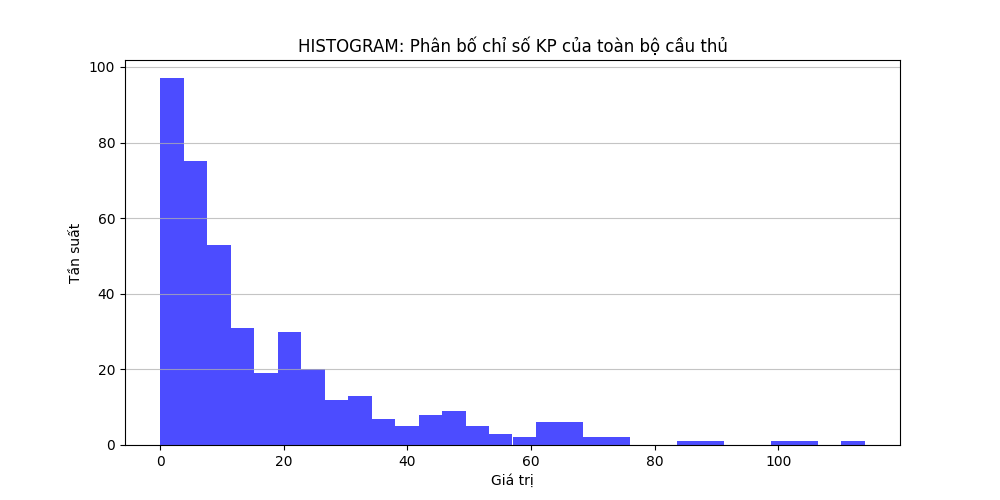 HISTOGRAM: Phân bố chỉ số KP của toàn bộ cầu thủ
100
80
60
40
20
0
Tần suất
0 20 40 60 80 100
Giá trị